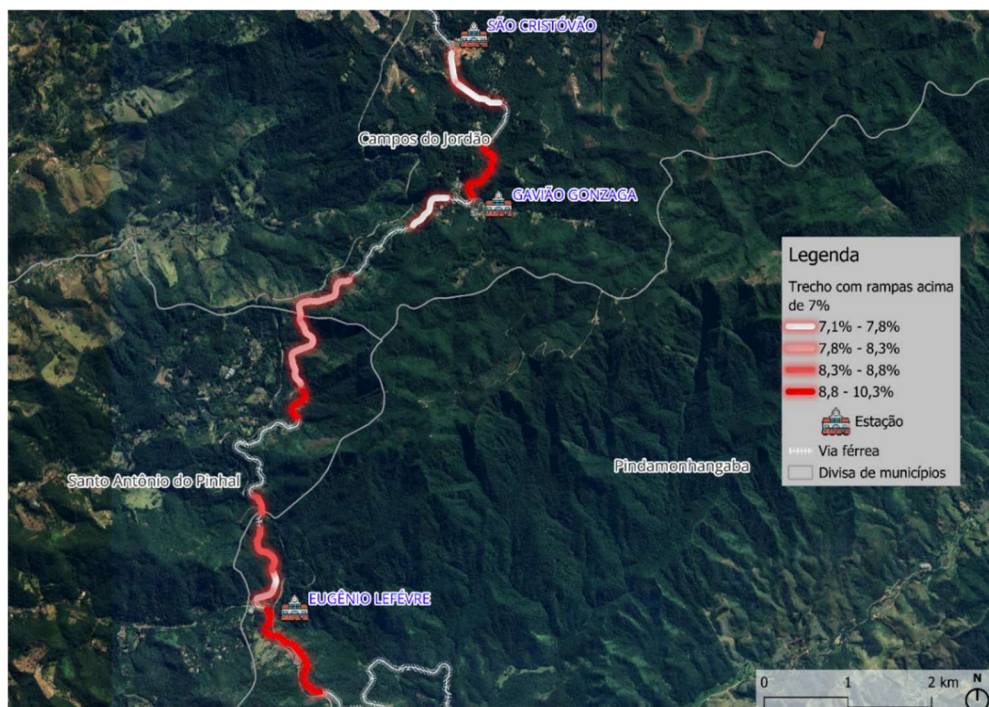 SÃO CRISTÓVÃO
Campos do Jordão
GAVIÃO GONZAGA
Legenda
Trecho com rampas acima
de 7%
7,1% - 7,8%
7,8% - 8,3%
8,3% - 8,8%
8,8 - 10,3%
Estação
Via férrea
Divisa de municípios
Pindamonhangaba
Santo Antônio do Pinhal
EUGÊNIO LEFÉVRE
0 1 2 km
N